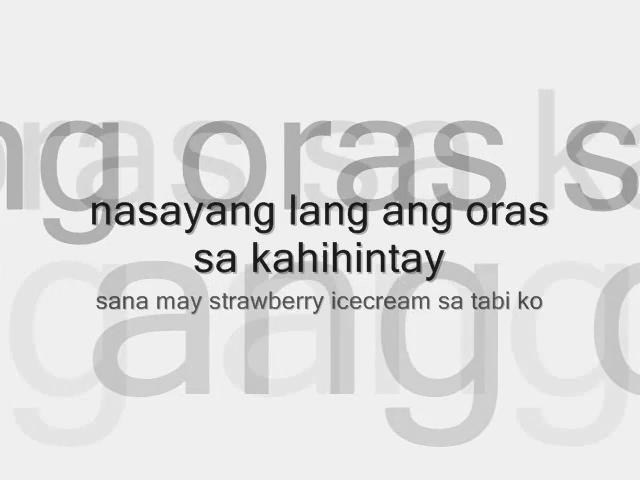 nasayang lang ang oras
sa kahihintay
sana may strawberry icecream sa tabi ko